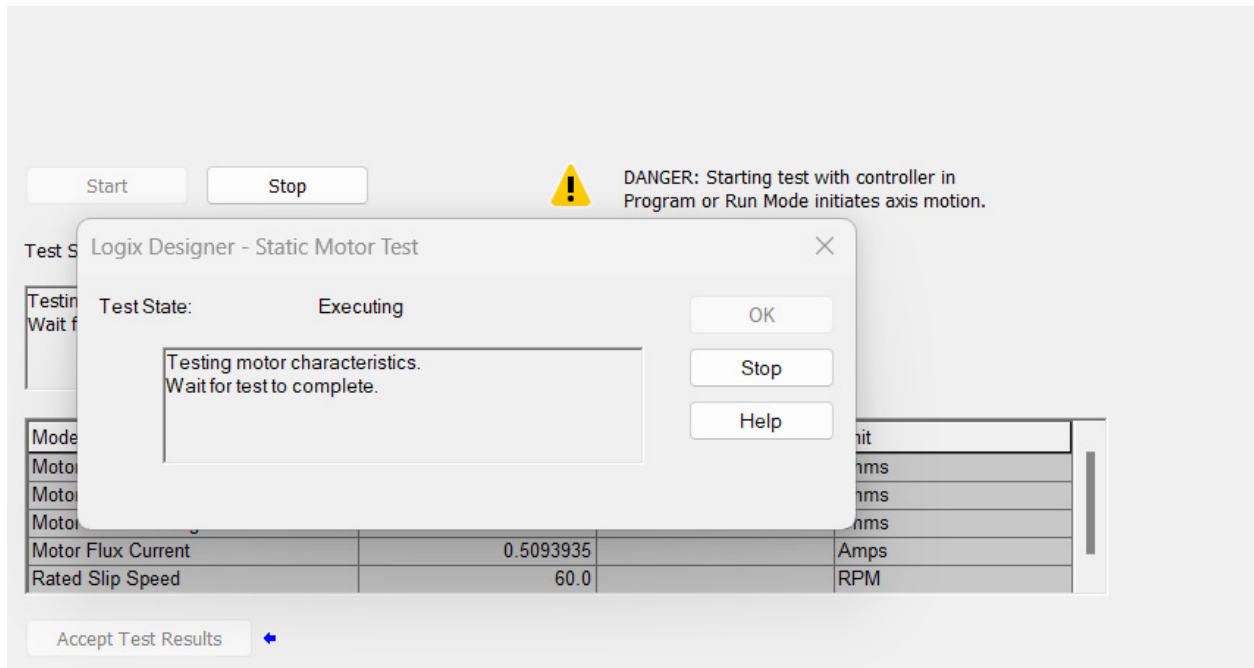 Start
Stop
DANGER: Starting test with controller in
Program or Run Mode initiates axis motion.
Test S
Logix Designer - Static Motor Test
Test State:
Executing
OK
Testing motor characteristics.
Wait for test to complete.
Stop
Help
Testin
Wait f
Mode
nit
Motor
hms
Motor
hms
Motor
hms
Motor Flux Current
0.5093935
Amps
Rated Slip Speed
60.0
RPM
Accept Test Results